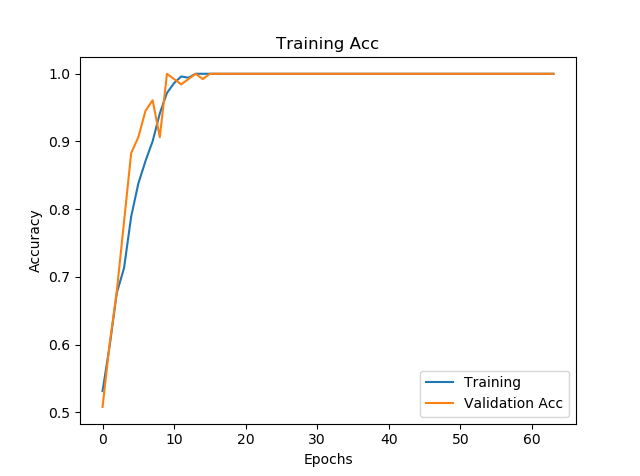 Training Acc
1.0
0.9
0.8
0.7
0.6
0.5
Accuracy
0 10 20 30 40 50 60
Epochs
Training
Validation Acc